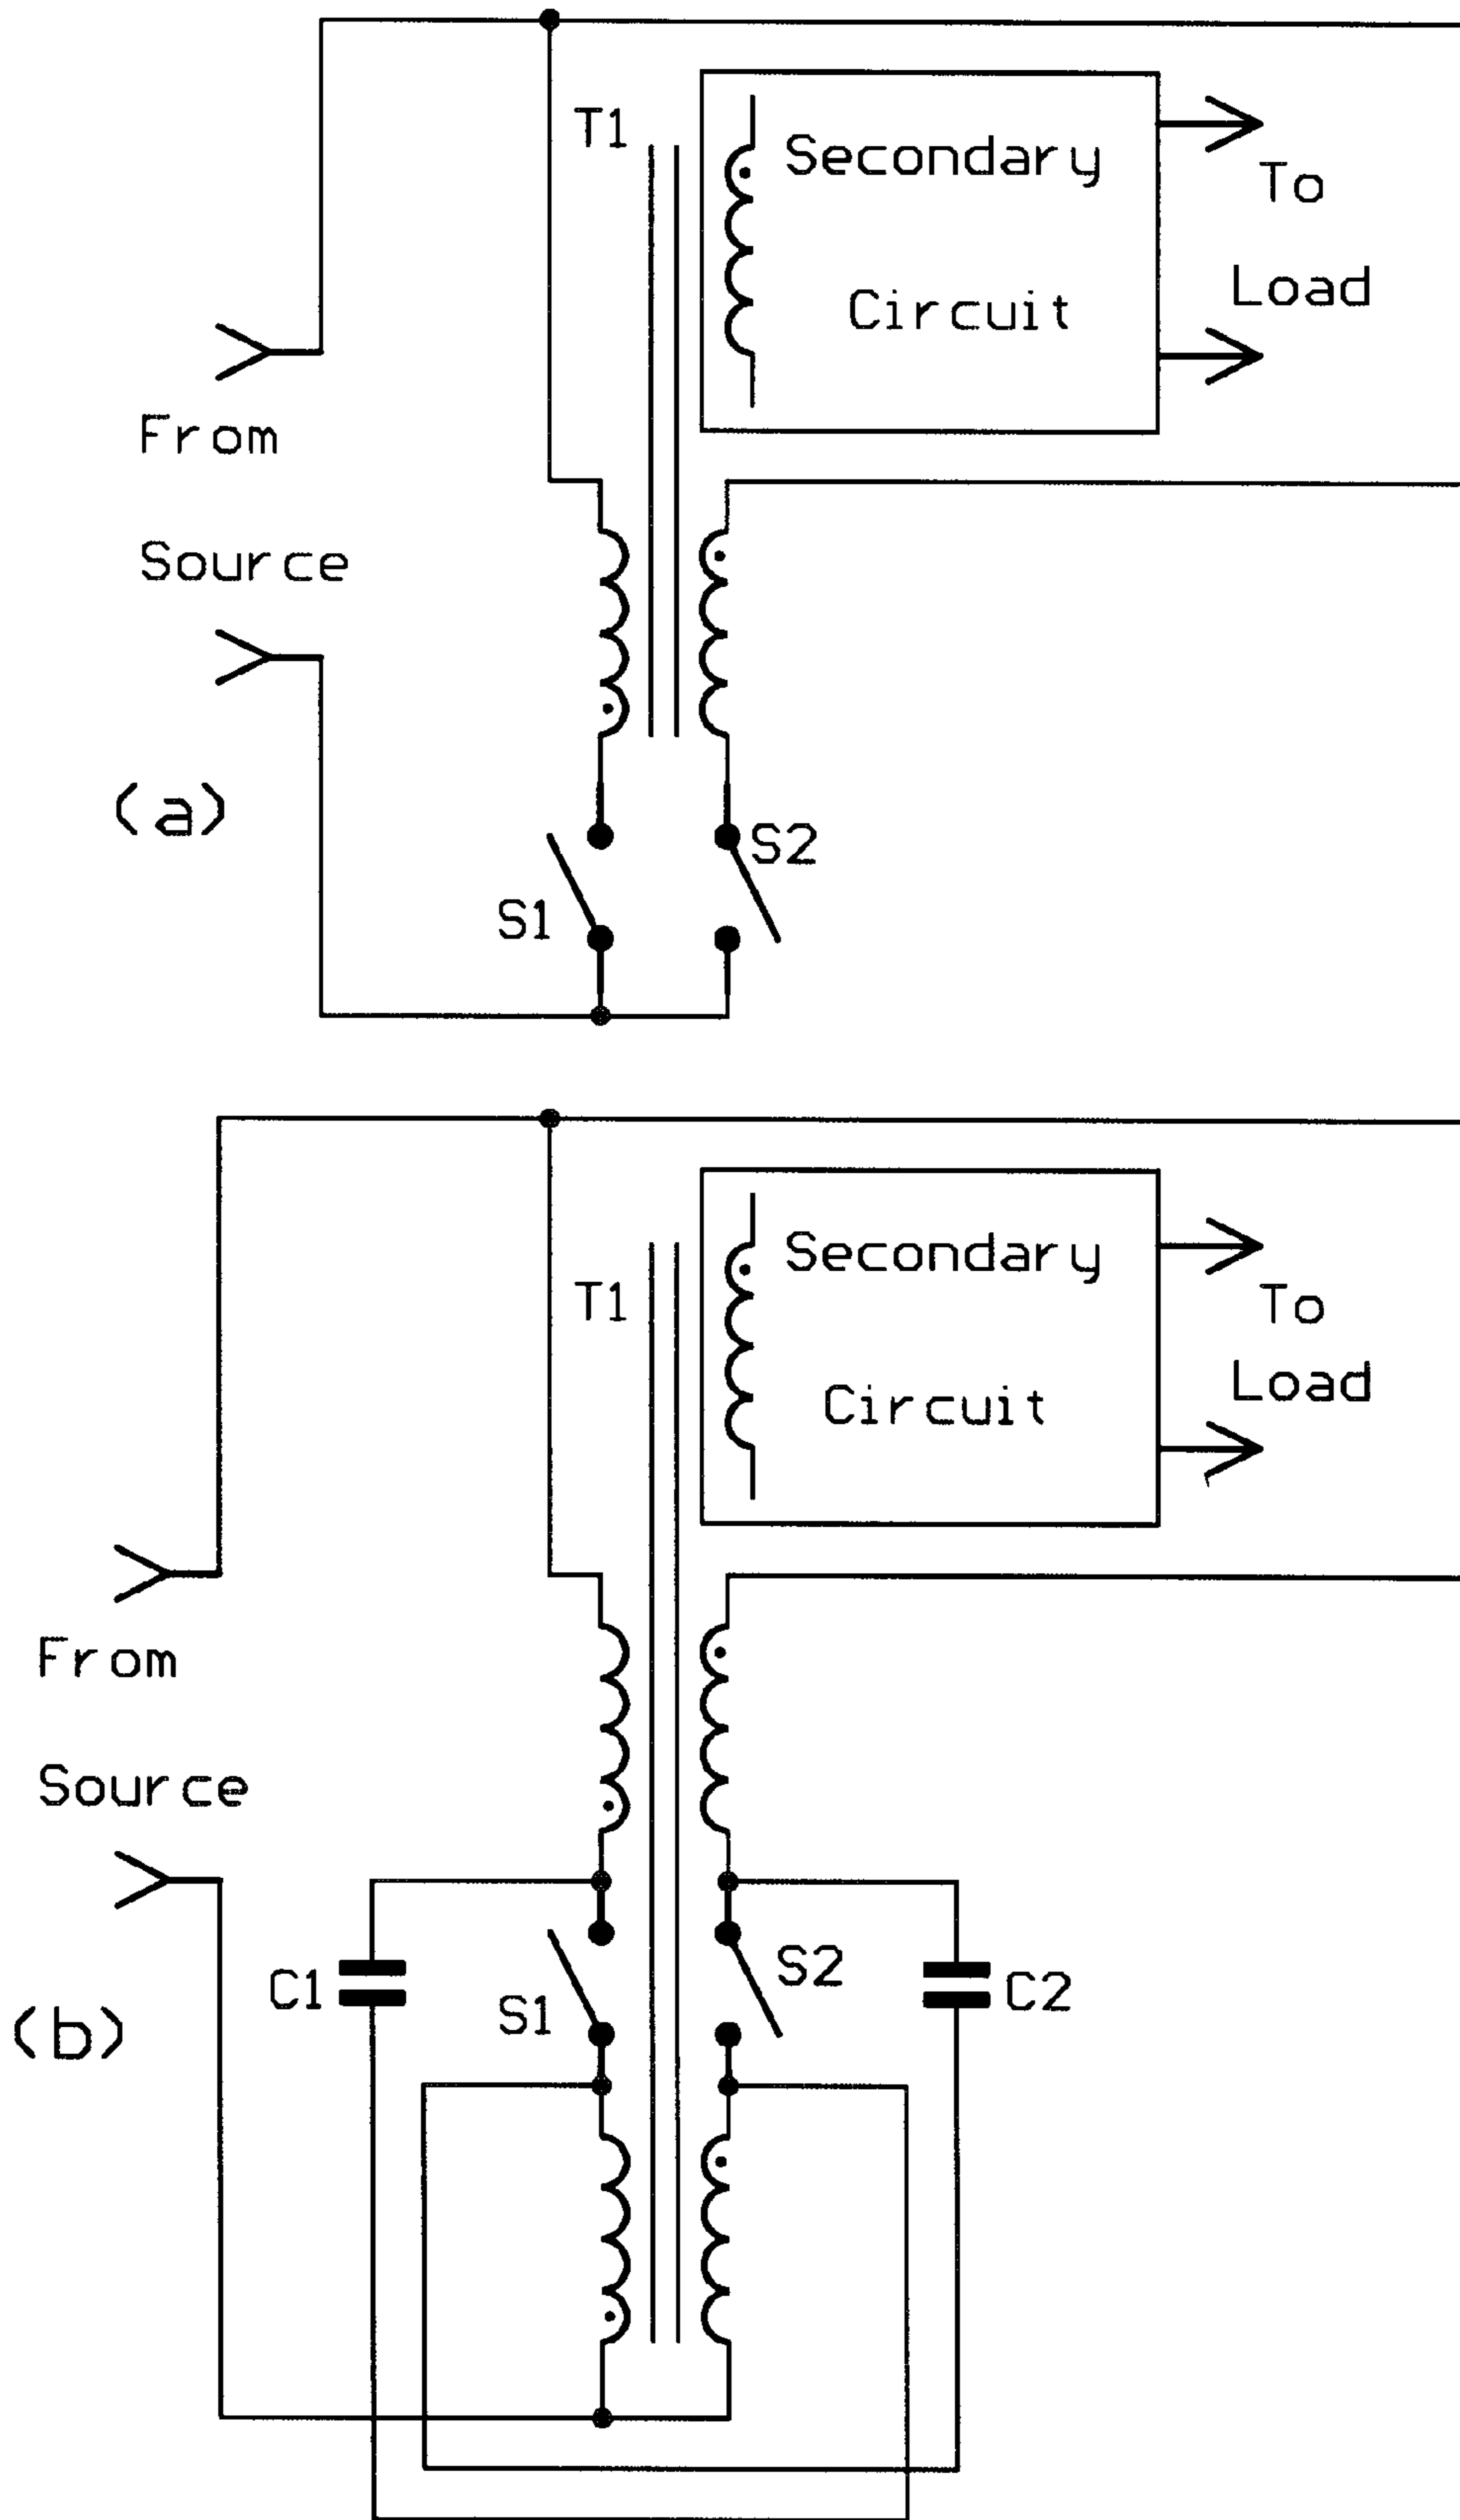 T1
Secondary
Circuit
To
Load
From
Source
(a)
S1
S2
T1
Secondary
Circuit
To
Load
From
Source
(b)
C1
S1
S2
C2